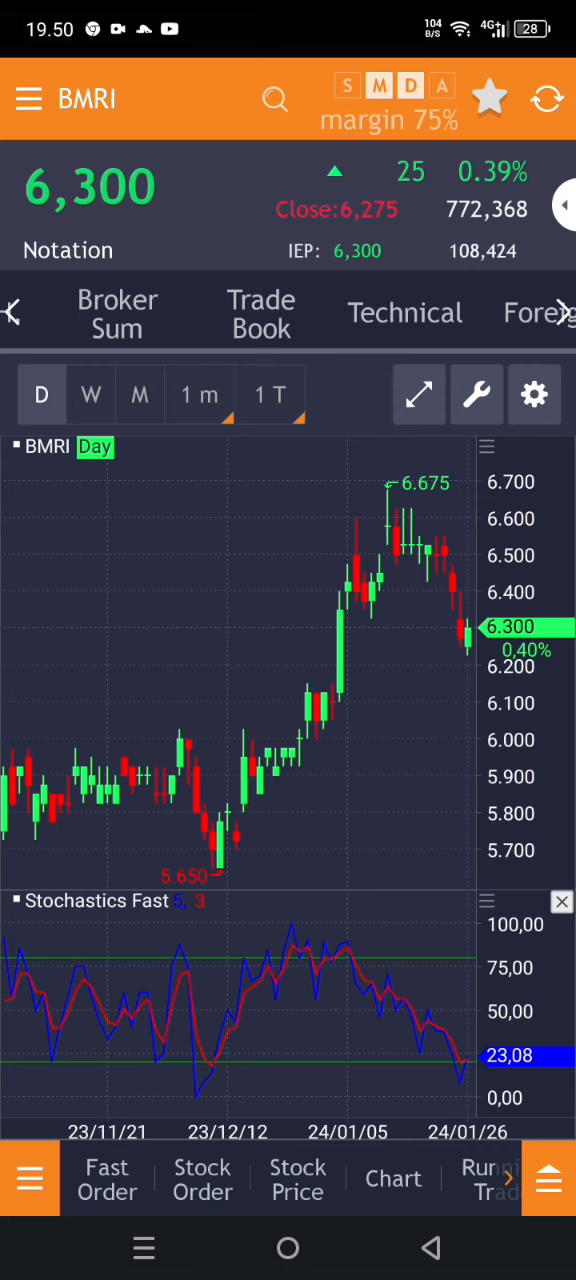 19.50
104 B/S 4G+ 28
BMRI
S M D A
margin 75%
6,300
25 0.39%
Close:6,275 772,368
Notation IEP: 6,300 108,424
Broker Sum
Trade Book
Technical
D W M 1 m 1 T
BMRI Day
6.675
6.700
6.600
6.500
6.400
6.300
0,40%
6.200
6.100
6.000
5.900
5.800
5.700
5.650
Stochastics Fast 5, 3
100,00
75,00
50,00
23,08
0,00
23/11/21 23/12/12 24/01/05 24/01/26
Fast Order
Stock Order
Stock Price
Chart